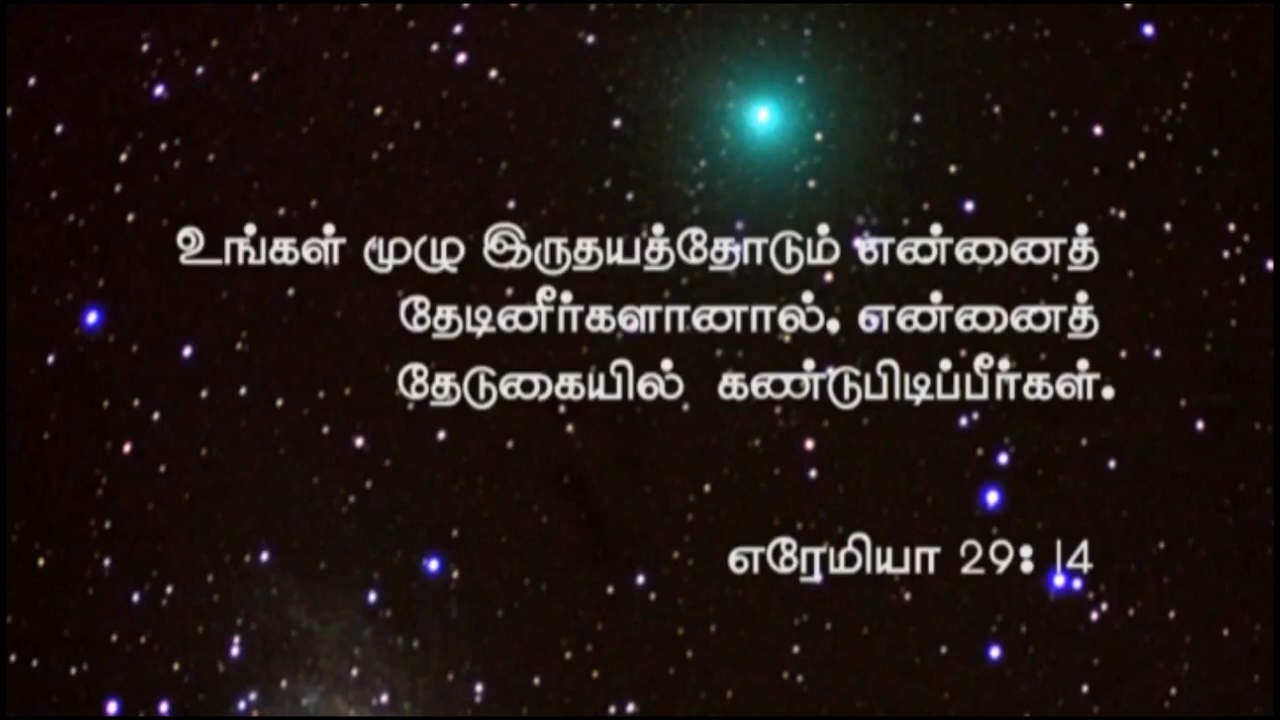 உங்கள் முழு இருதயத்தோடும் என்னைத்
தேடினீர்களானால். என்னைத்
தேடுகையில் கண்டுபிடிப்பீர்கள்.
எரேமியா 29: 14